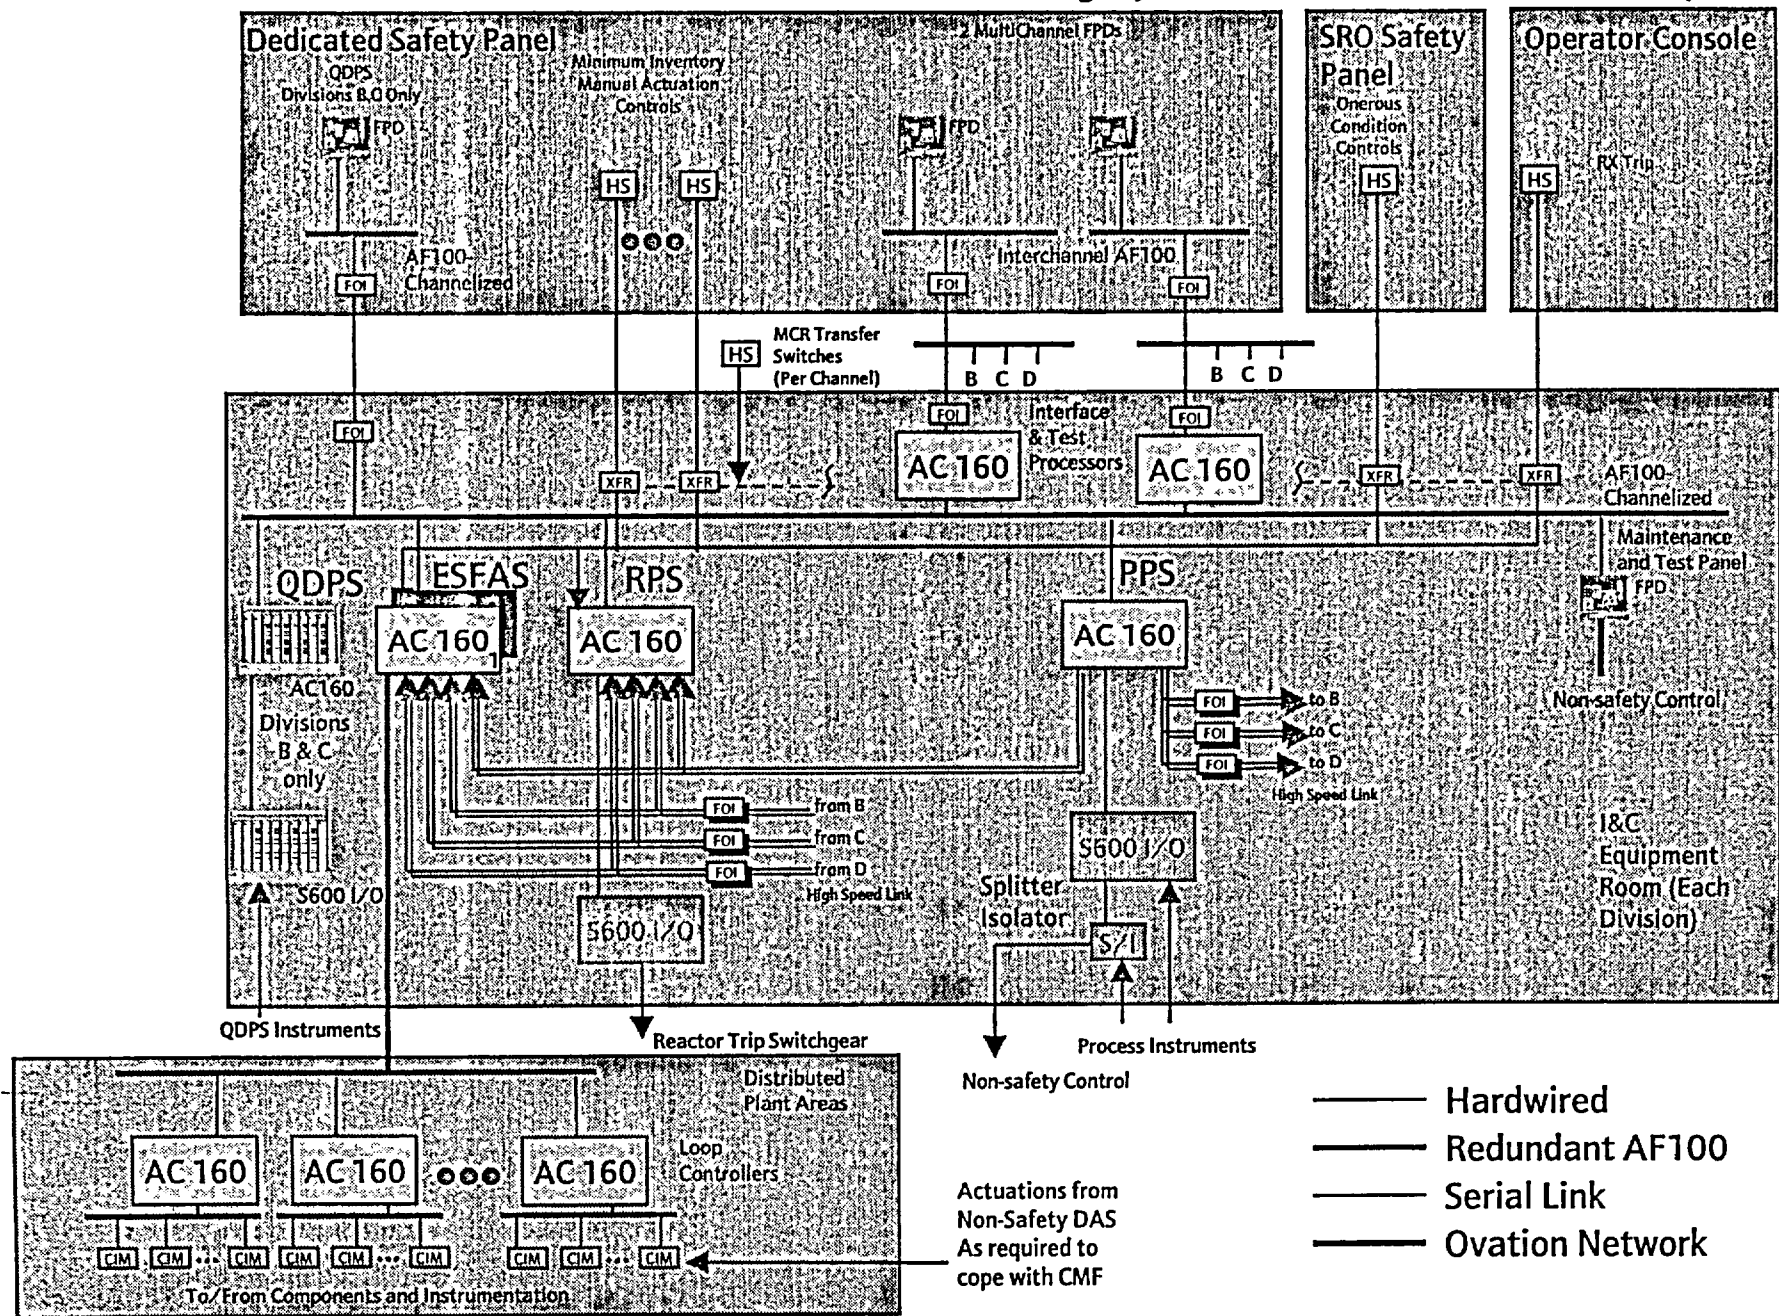 Dedicated Safety Panel
QDPS
Divisions B,C Only
FPD
AF100-
Channelized
FOI
Minimum Inventory
Manual Actuation
Controls
HS
HS
2 MultiChannel FPDs
FPD
Interchannel AF100
FOI
FOI
SRO Safety
Panel
Onerous
Condition
Controls
HS
Operator Console
HS
RX Trip
HS
MCR Transfer
Switches
(Per Channel)
B C D
B C D
FOI
FOI
FOI
Interface
& Test
Processors
AC 160
AC 160
XFR
XFR
XFR
XFR
AF100-
Channelized
Maintenance
and Test Panel
FPD
Non-safety Control
QDPS
ESFAS
RPS
PPS
AC 160
1
AC 160
AC 160
AC160
Divisions
B & C
only
S600 I/O
FOI
to B
FOI
to C
FOI
to D
High Speed Link
FOI
from B
FOI
from C
FOI
from D
High Speed Link
S600 I/O
S600 I/O
Splitter
Isolator
S/I
I&C
Equipment
Room (Each
Division)
QDPS Instruments
Reactor Trip Switchgear
Non-safety Control
Process Instruments
Distributed
Plant Areas
AC 160
AC 160
AC 160
Loop
Controllers
CIM
CIM
CIM
CIM
CIM
CIM
CIM
CIM
CIM
To/From Components and Instrumentation
Actuations from
Non-Safety DAS
As required to
cope with CMF
Hardwired
Redundant AF100
Serial Link
Ovation Network